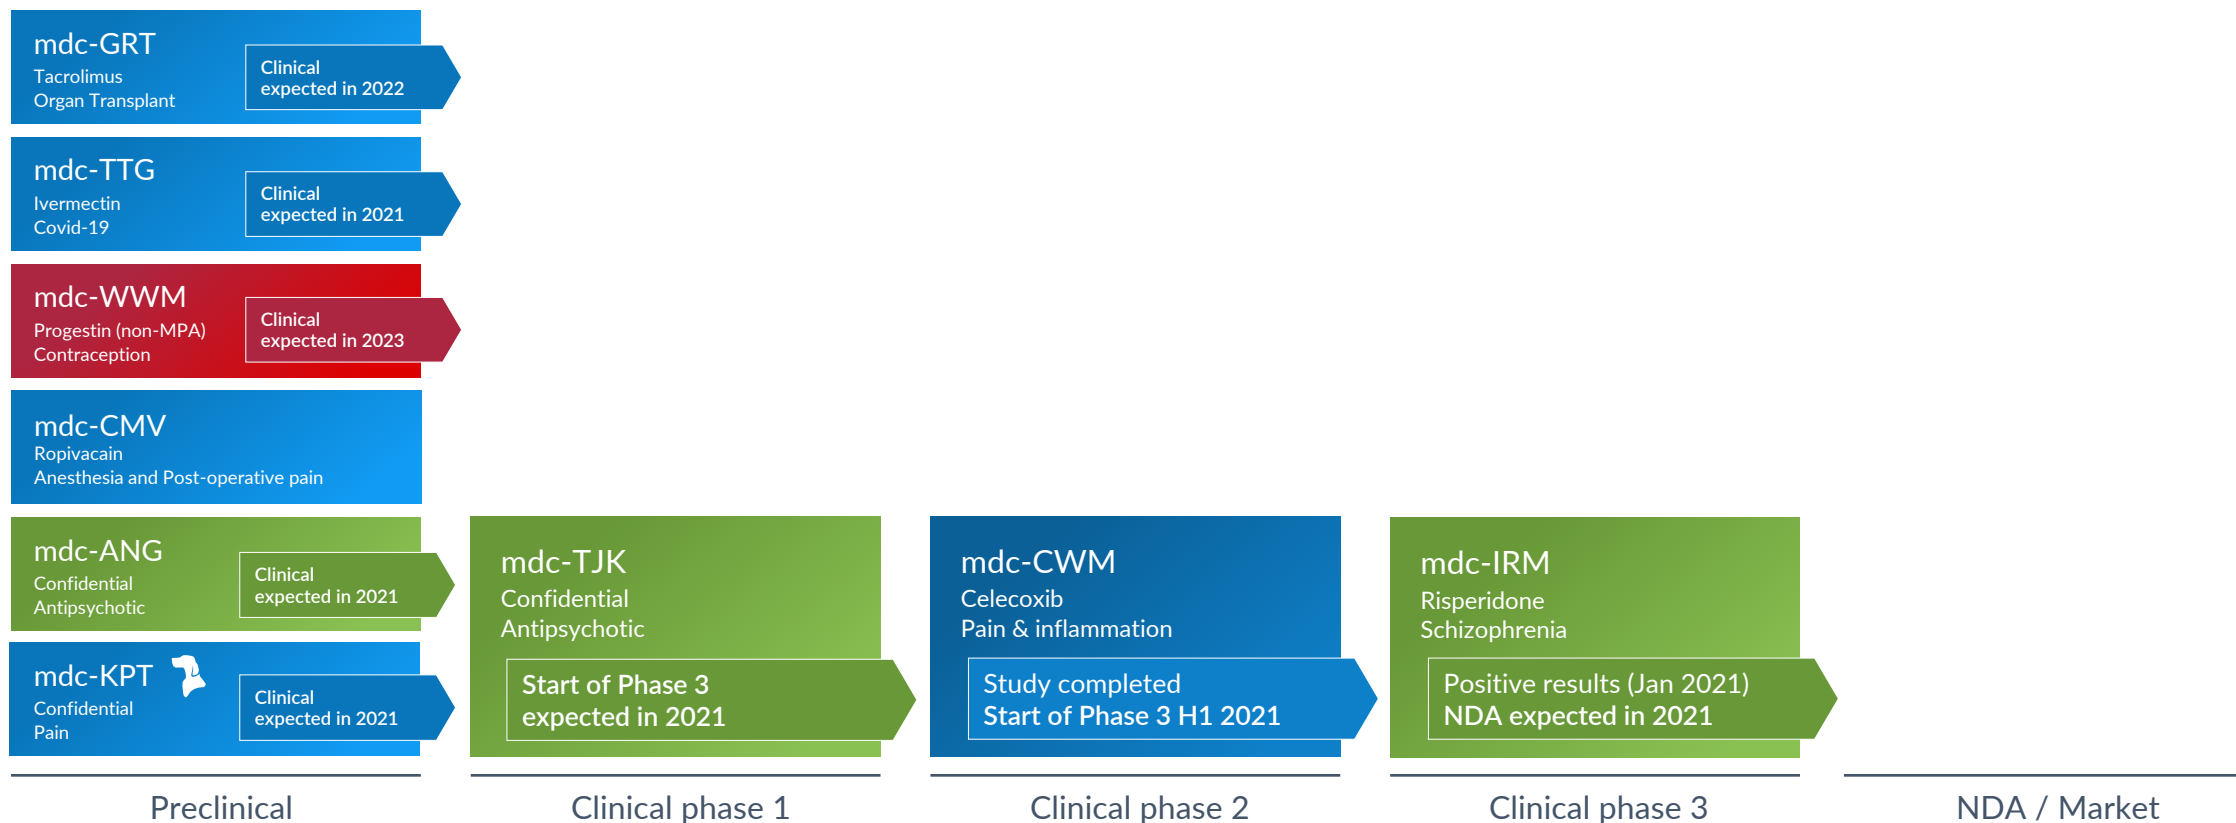 mdc-GRT
Tacrolimus
Organ Transplant
Clinical
expected in 2022
mdc-TTG
Ivermectin
Covid-19
Clinical
expected in 2021
mdc-WWM
Progestin (non-MPA)
Contraception
Clinical
expected in 2023
mdc-CMV
Ropivacain
Anesthesia and Post-operative pain
mdc-ANG
Confidential
Antipsychotic
Clinical
expected in 2021
mdc-KPT
Confidential
Pain
Clinical
expected in 2021
Preclinical
mdc-TJK
Confidential
Antipsychotic
Start of Phase 3
expected in 2021
Clinical phase 1
mdc-CWM
Celecoxib
Pain & inflammation
Study completed
Start of Phase 3 H1 2021
Clinical phase 2
mdc-IRM
Risperidone
Schizophrenia
Positive results (Jan 2021)
NDA expected in 2021
Clinical phase 3
NDA / Market